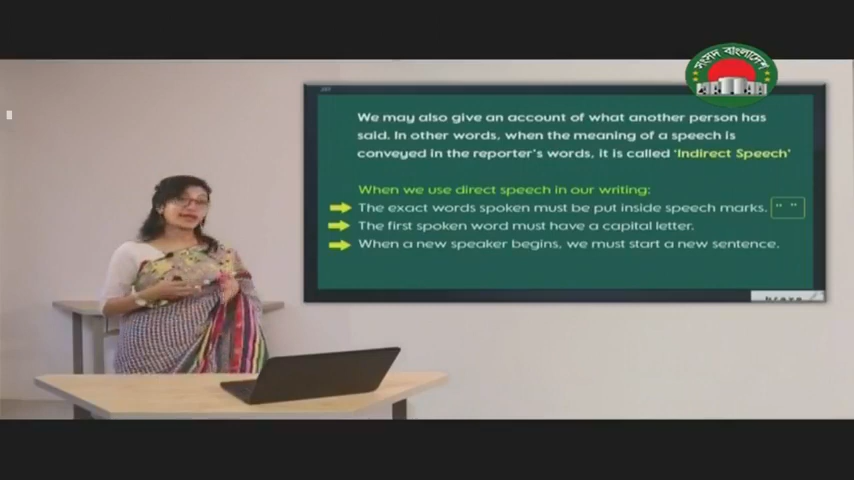 সংসদ বাংলাদেশ
We may also give an account of what another person has
said. In other words, when the meaning of a speech is
conveyed in the reporter's words, it is called 'Indirect Speech'
When we use direct speech in our writing:
The exact words spoken must be put inside speech marks. " "
The first spoken word must have a capital letter.
When a new speaker begins, we must start a new sentence.